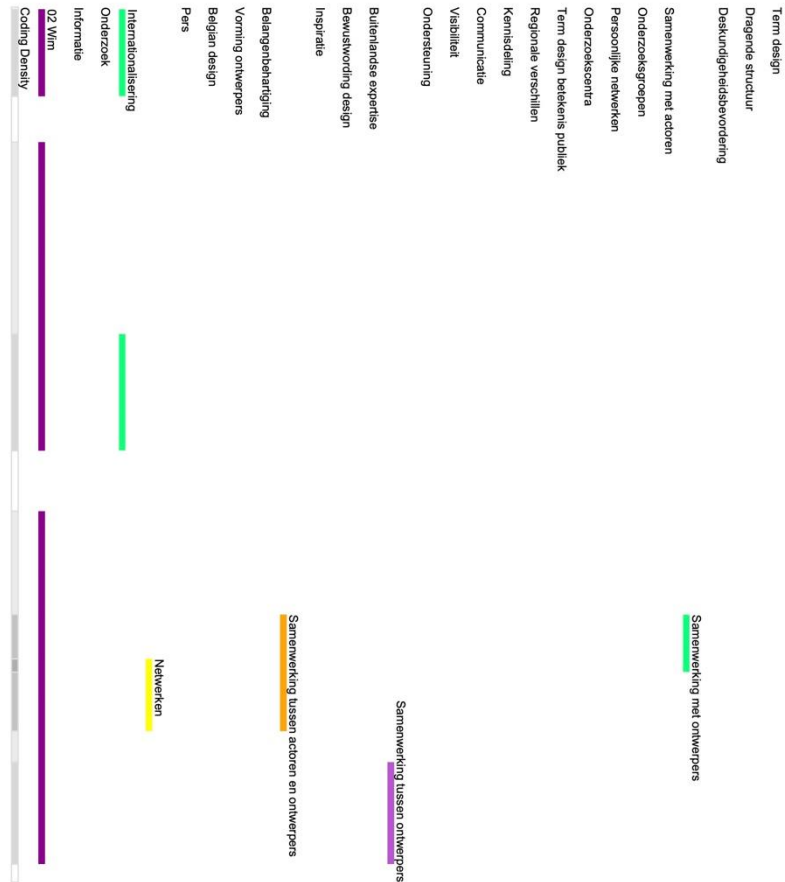 Term design
Dragende structuur
Deskundigeheidsbevordering
Samenwerking met ontwerpers
Samenwerking met actoren
Onderzoeksgroepen
Persoonlijke netwerken
Onderzoekscentra
Term design betekenis publiek
Regionale verschillen
Kennisdeling
Communicatie
Visibiliteit
Ondersteuning
Samenwerking tussen ontwerpers
Buitenlandse expertise
Bewustwording design
Inspiratie
Samenwerking tussen actoren en ontwerpers
Belangenbehartiging
Vorming ontwerpers
Belgian design
Pers
Netwerken
Internationalisering
Onderzoek
Informatie
02 Wim
Coding Density